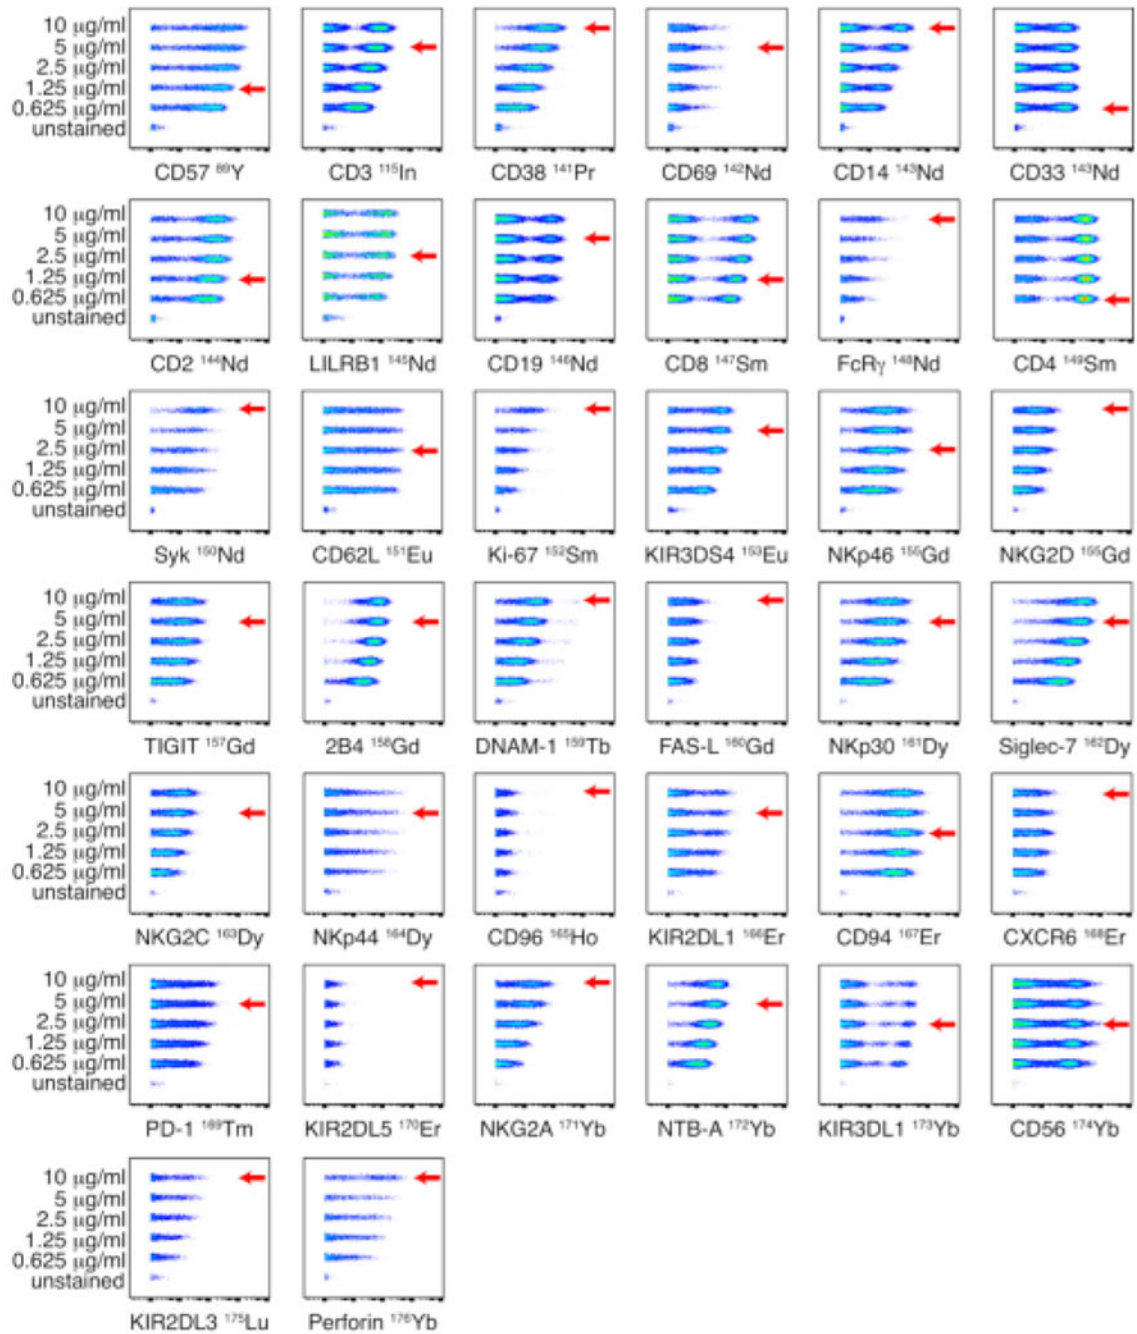 10 µg/ml
5 µg/ml
2.5 µg/ml
1.25 µg/ml
0.625 µg/ml
unstained
CD57 ⁸⁹Y CD3 ¹¹⁵In CD38 ¹⁴¹Pr CD69 ¹⁴²Nd CD14 ¹⁴³Nd CD33 ¹⁴³Nd
10 µg/ml
5 µg/ml
2.5 µg/ml
1.25 µg/ml
0.625 µg/ml
unstained
CD2 ¹⁴⁴Nd LILRB1 ¹⁴⁵Nd CD19 ¹⁴⁶Nd CD8 ¹⁴⁷Sm FcRγ ¹⁴⁸Nd CD4 ¹⁴⁹Sm
10 µg/ml
5 µg/ml
2.5 µg/ml
1.25 µg/ml
0.625 µg/ml
unstained
Syk ¹⁵⁰Nd CD62L ¹⁵¹Eu Ki-67 ¹⁵²Sm KIR3DS4 ¹⁵³Eu NKp46 ¹⁵⁵Gd NKG2D ¹⁵⁵Gd
10 µg/ml
5 µg/ml
2.5 µg/ml
1.25 µg/ml
0.625 µg/ml
unstained
TIGIT ¹⁵⁷Gd 2B4 ¹⁵⁸Gd DNAM-1 ¹⁵⁹Tb FAS-L ¹⁶⁰Gd NKp30 ¹⁶¹Dy Siglec-7 ¹⁶²Dy
10 µg/ml
5 µg/ml
2.5 µg/ml
1.25 µg/ml
0.625 µg/ml
unstained
NKG2C ¹⁶³Dy NKp44 ¹⁶⁴Dy CD96 ¹⁶⁵Ho KIR2DL1 ¹⁶⁶Er CD94 ¹⁶⁷Er CXCR6 ¹⁶⁸Er
10 µg/ml
5 µg/ml
2.5 µg/ml
1.25 µg/ml
0.625 µg/ml
unstained
PD-1 ¹⁶⁹Tm KIR2DL5 ¹⁷⁰Er NKG2A ¹⁷¹Yb NTB-A ¹⁷²Yb KIR3DL1 ¹⁷³Yb CD56 ¹⁷⁴Yb
10 µg/ml
5 µg/ml
2.5 µg/ml
1.25 µg/ml
0.625 µg/ml
unstained
KIR2DL3 ¹⁷⁵Lu Perforin ¹⁷⁶Yb